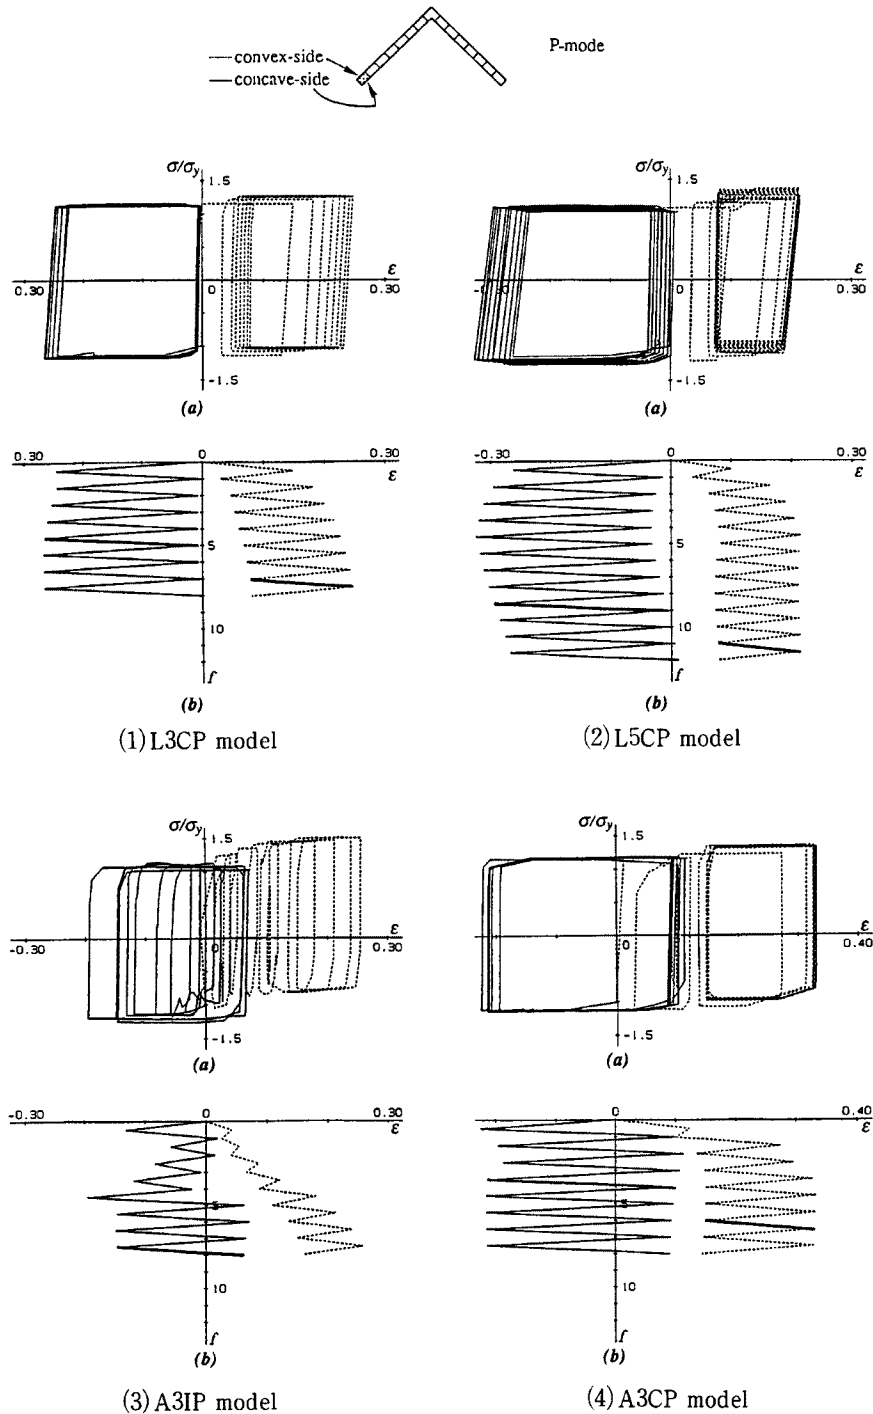 convex-side
concave-side
P-mode
σ/σy
1.5
ε
0.30
0
0.30
-1.5
(a)
0.30
0
0.30
ε
5
10
f
(b)
(1) L3CP model
σ/σy
1.5
ε
0
0.30
-1.5
(a)
-0.30
0
0.30
ε
5
10
f
(b)
(2) L5CP model
σ/σy
1.5
ε
-0.30
0
0.30
-1.5
(a)
-0.30
0
0.30
ε
5
10
f
(b)
(3) A3IP model
σ/σy
1.5
ε
0
0.40
-1.5
(a)
0
0.40
ε
5
10
f
(b)
(4) A3CP model